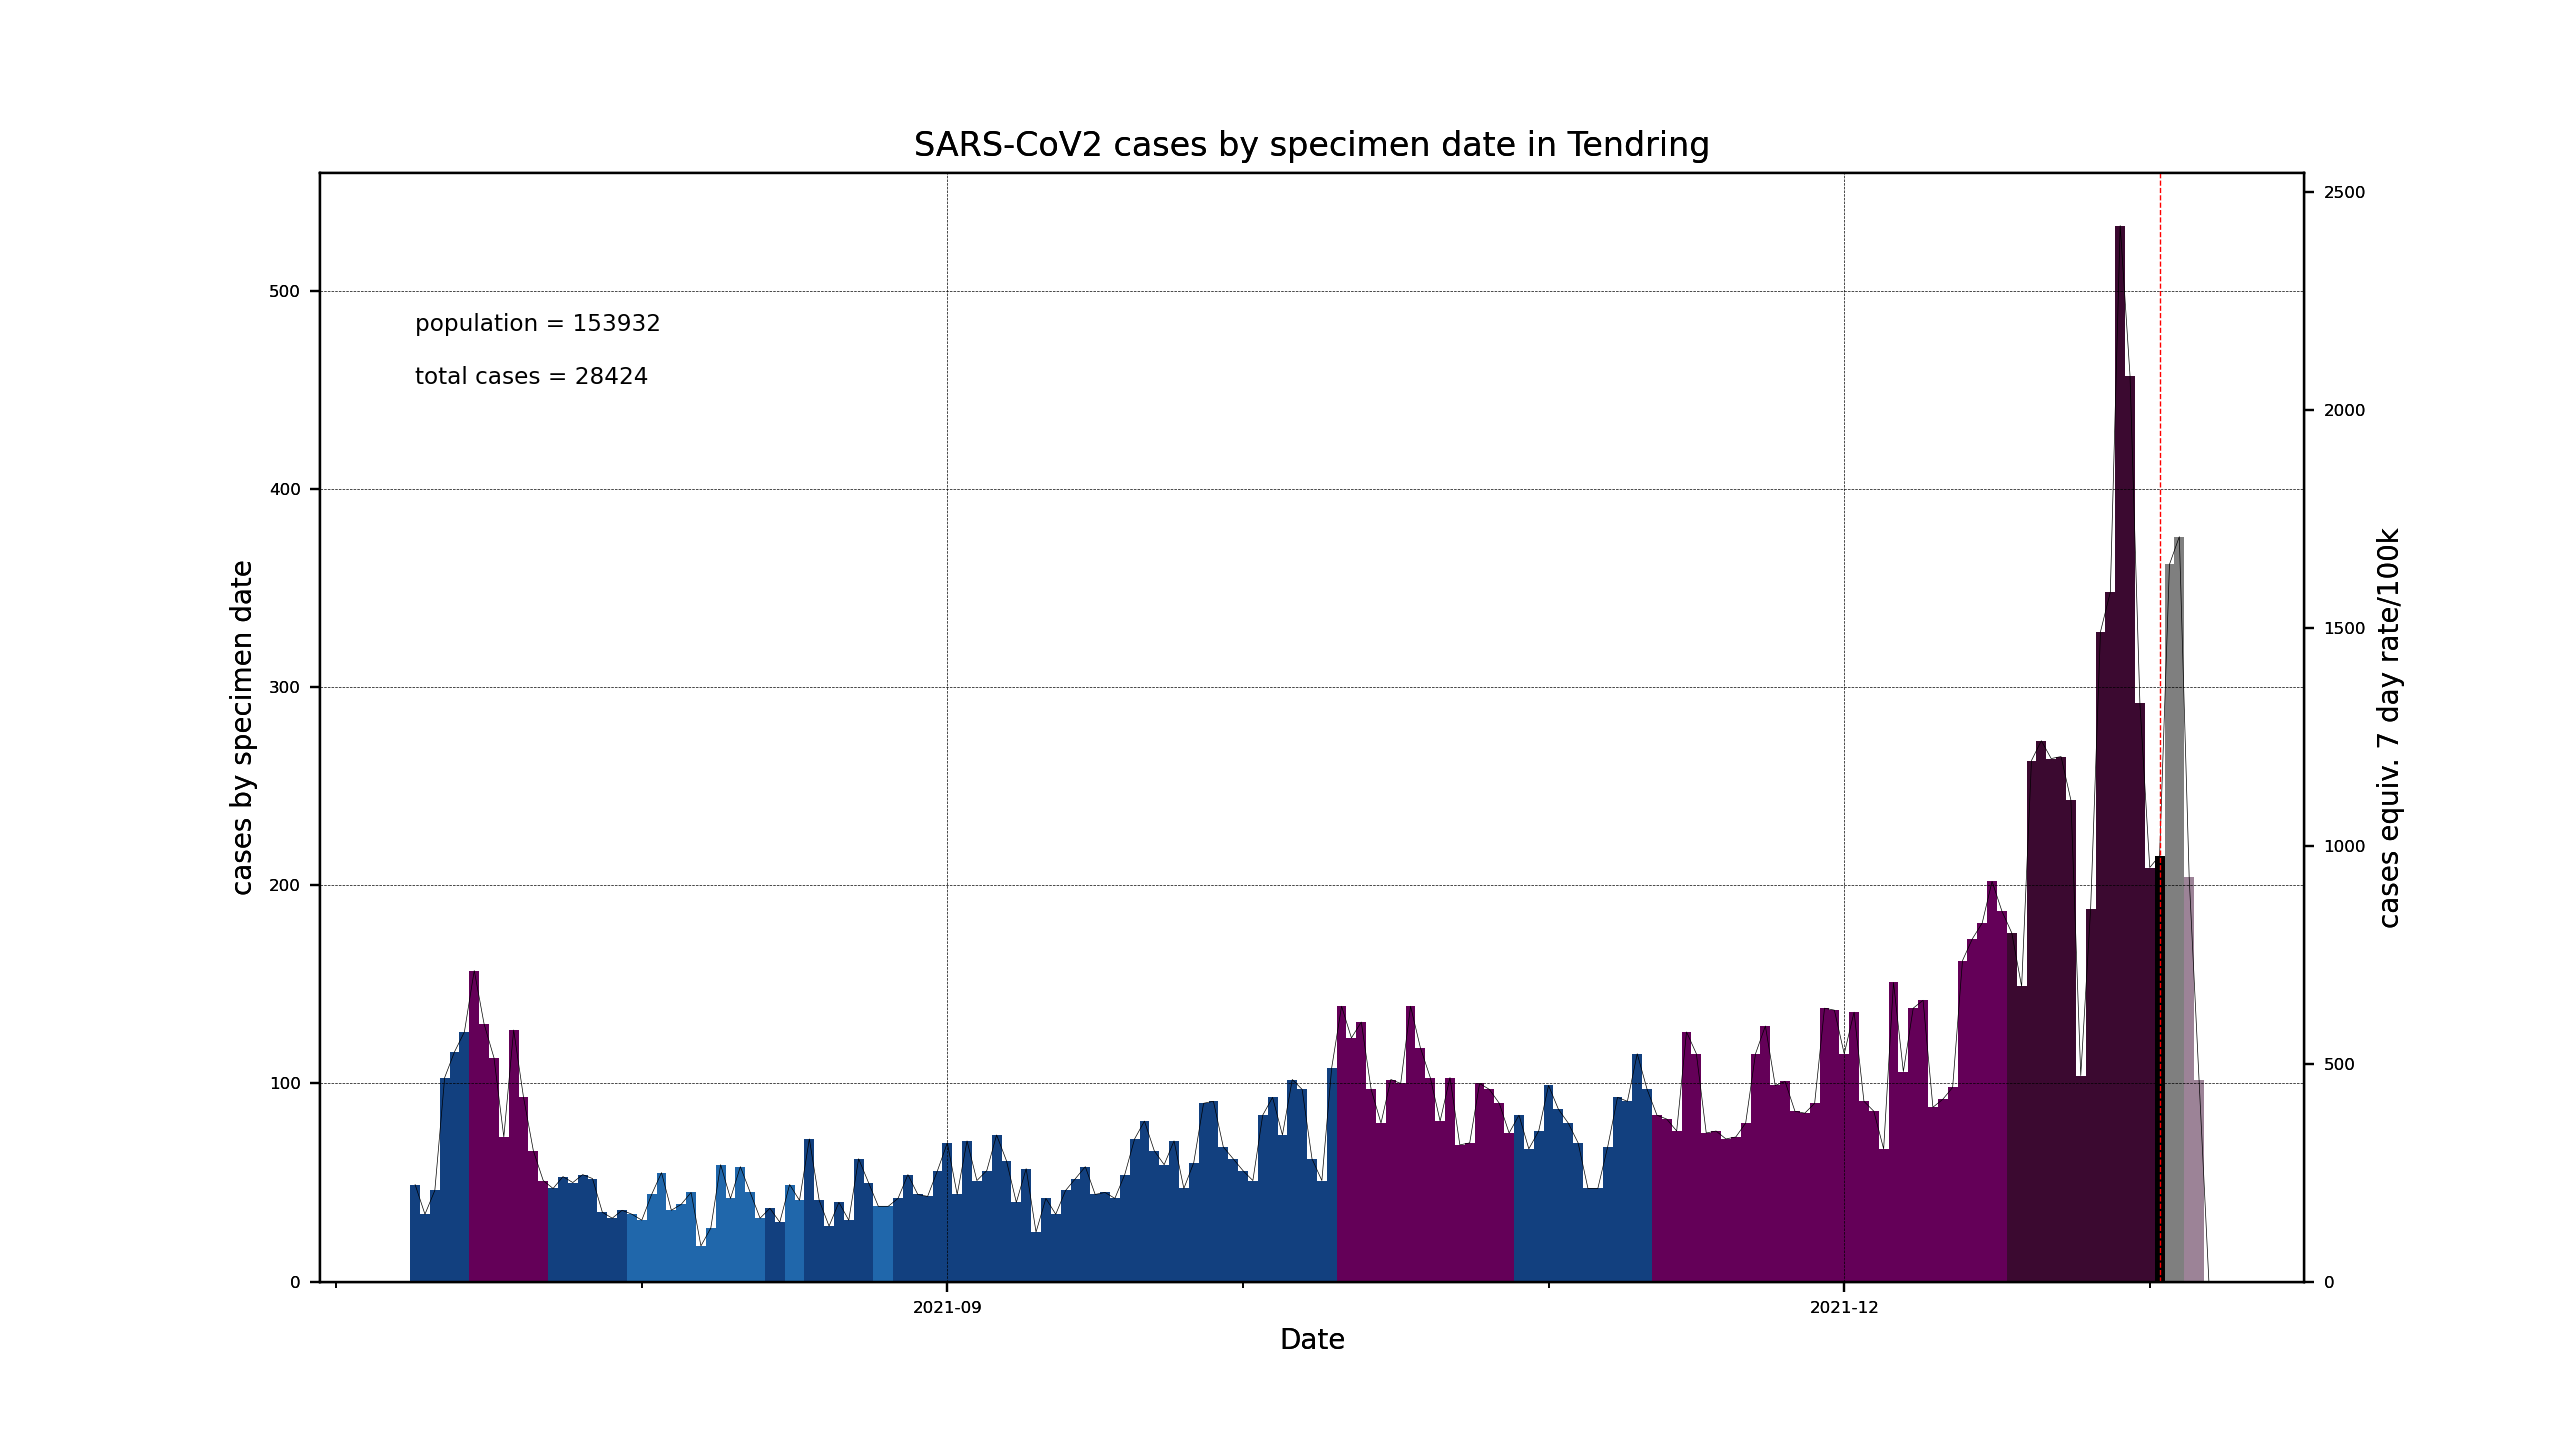 SARS-CoV2 cases by specimen date in Tendring
population = 153932
total cases = 28424
cases by specimen date
500
400
300
200
100
0
2500
2000
1500
1000
500
0
cases equiv. 7 day rate/100k
2021-09
2021-12
Date